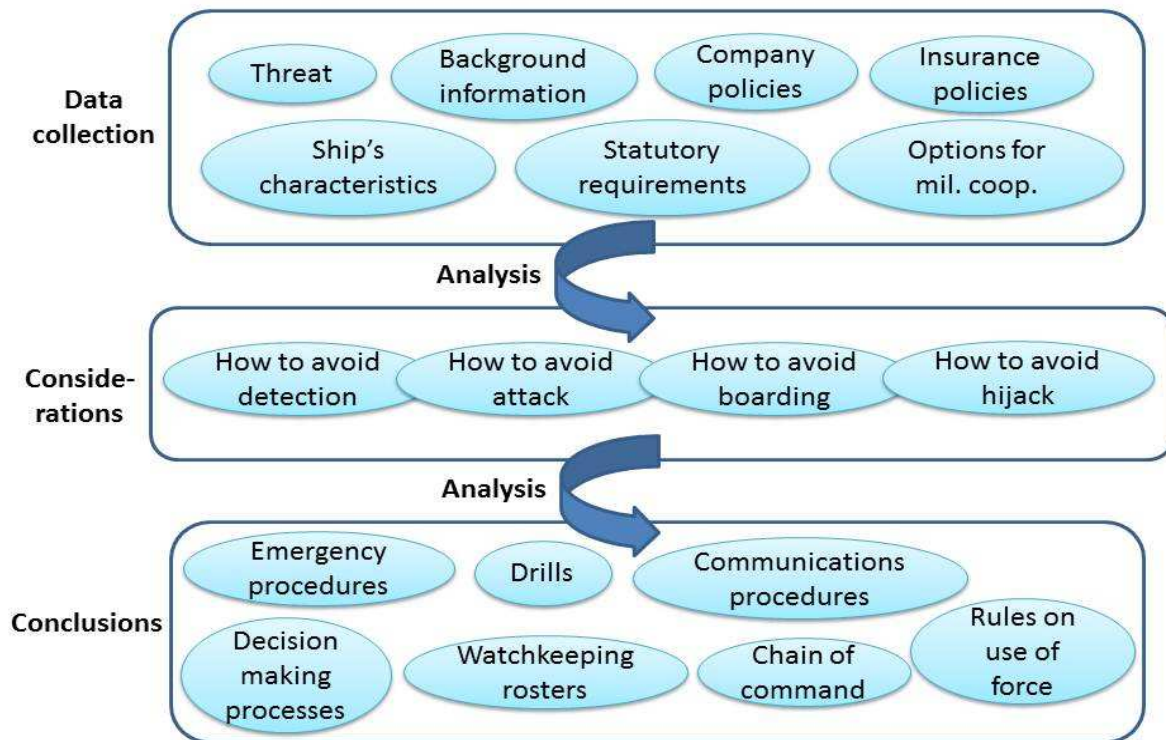 Data
collection
Threat
Background
information
Company
policies
Insurance
policies
Ship’s
characteristics
Statutory
requirements
Options for
mil. coop.
Analysis
Conside-
rations
How to avoid
detection
How to avoid
attack
How to avoid
boarding
How to avoid
hijack
Analysis
Conclusions
Emergency
procedures
Drills
Communications
procedures
Decision
making
processes
Watchkeeping
rosters
Chain of
command
Rules on
use of
force